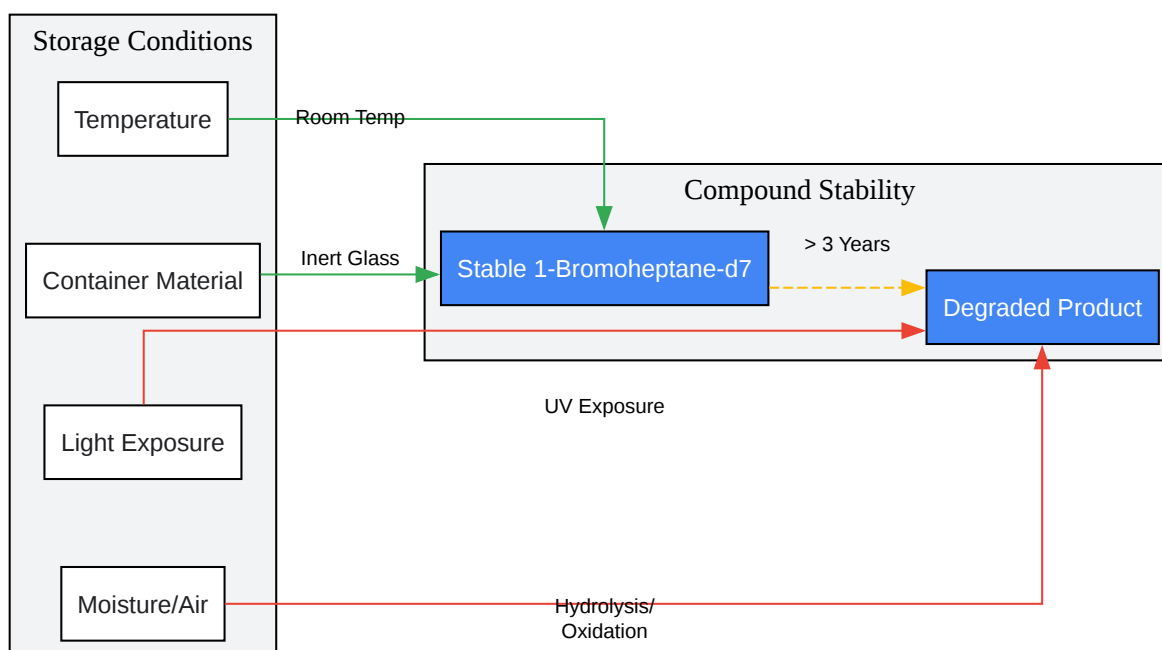 Storage Conditions
Temperature
Room Temp
Compound Stability
> 3 Years
Container Material
Inert Glass
Stable 1-Bromoheptane-d7
Degraded Product
UV Exposure
Light Exposure
Moisture/Air
Hydrolysis/
Oxidation